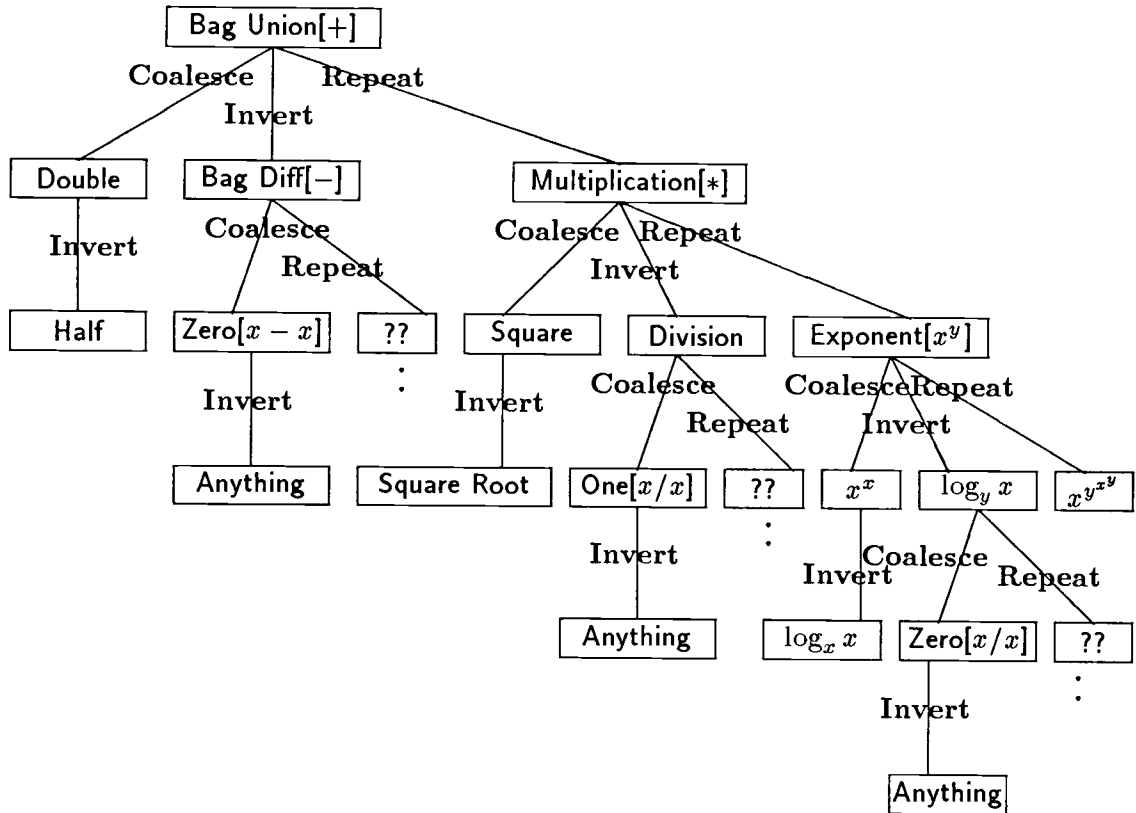 Bag Union[+]
Coalesce
Repeat
Invert
Double
Bag Diff[−]
Multiplication[∗]
Invert
Coalesce
Repeat
Coalesce
Repeat
Invert
Half
Zero[x − x]
??
Square
Division
Exponent[x^y]
Invert
Invert
Coalesce
Repeat
Coalesce
Repeat
Invert
Anything
Square Root
One[x/x]
??
x^x
log_y x
x^{y^{x^y}}
Invert
Invert
Coalesce
Repeat
Anything
log_x x
Zero[x/x]
??
Invert
Anything